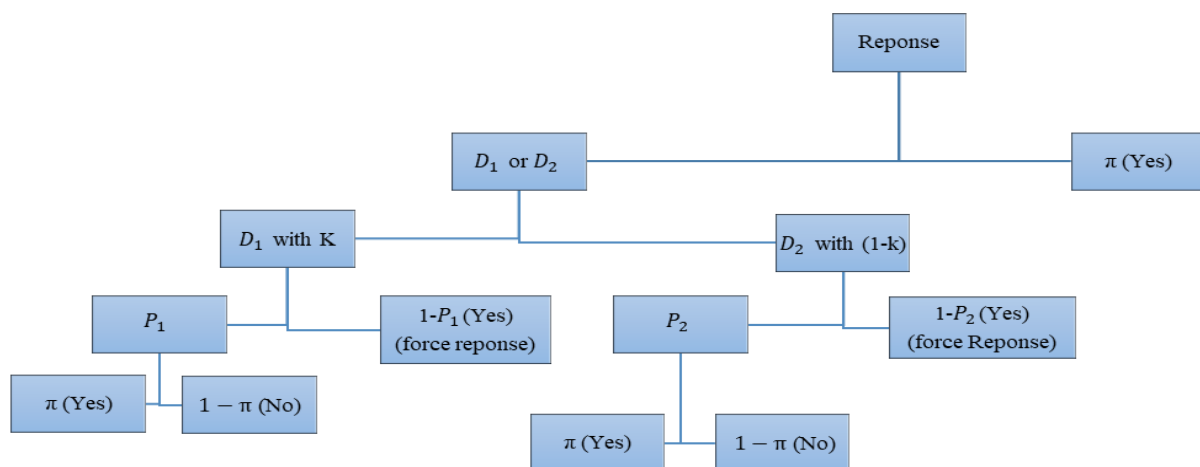 Reponse
D₁ or D₂
π (Yes)
D₁ with K
D₂ with (1-k)
P₁
1-P₁ (Yes)
(force reponse)
P₂
1-P₂ (Yes)
(force Response)
π (Yes)
1 − π (No)
π (Yes)
1 − π (No)